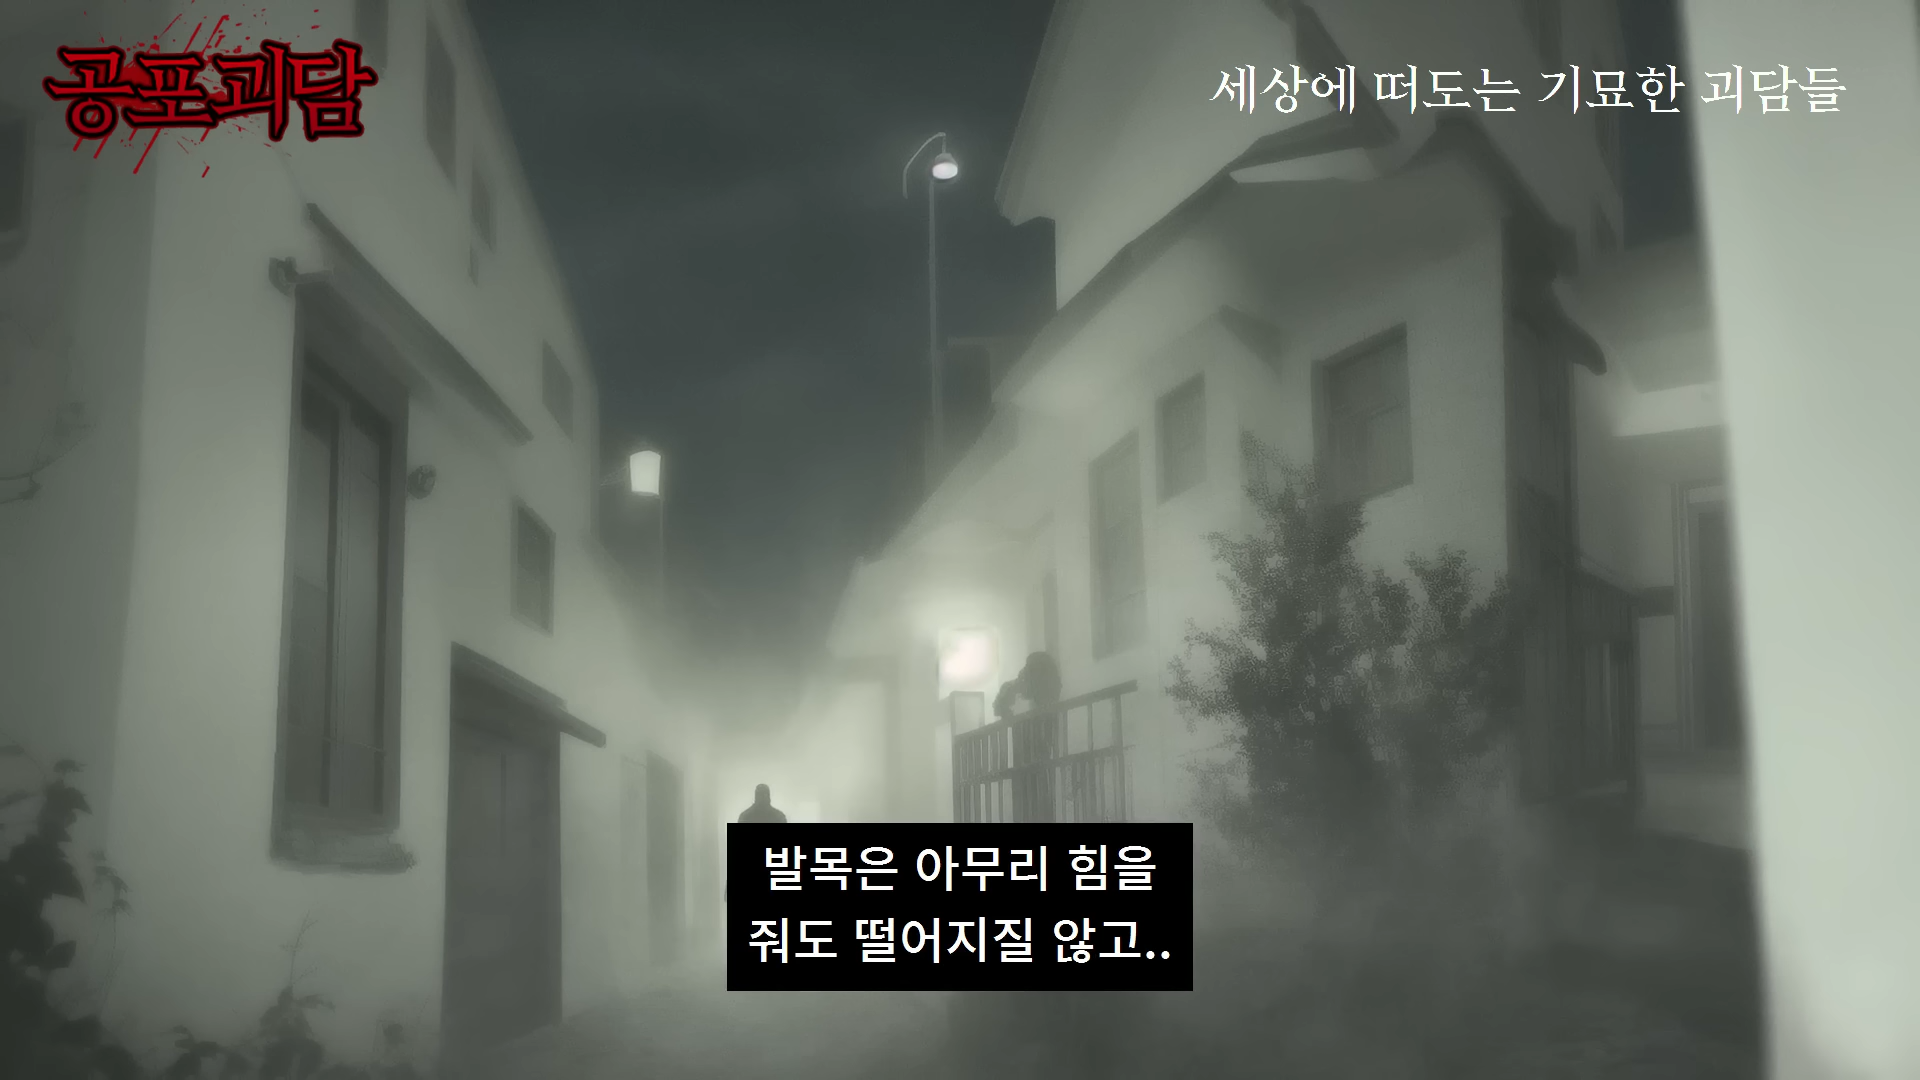 공포괴담
세상에 떠도는 기묘한 괴담들
발목은 아무리 힘을
줘도 떨어지질 않고..